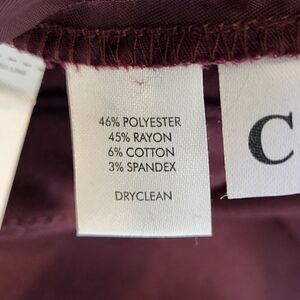 46% POLYESTER
45% RAYON
6% COTTON
3% SPANDEX
DRYCLEAN
C